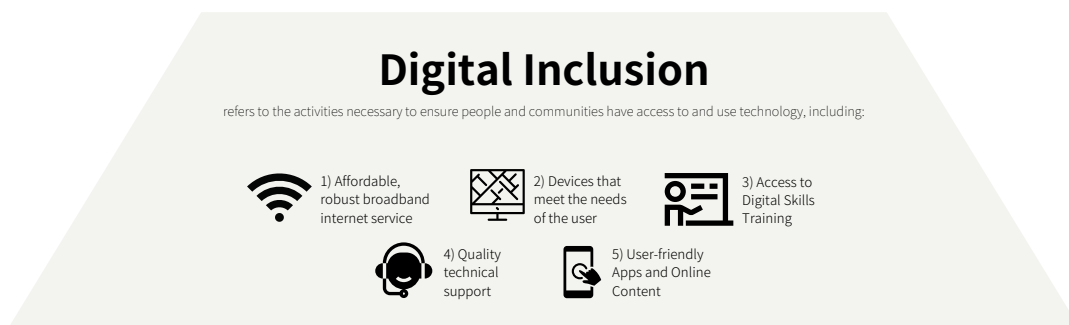 Digital Inclusion
refers to the activities necessary to ensure people and communities have access to and use technology, including:
1) Affordable,
robust broadband
internet service
2) Devices that
meet the needs
of the user
3) Access to
Digital Skills
Training
4) Quality
technical
support
5) User-friendly
Apps and Online
Content